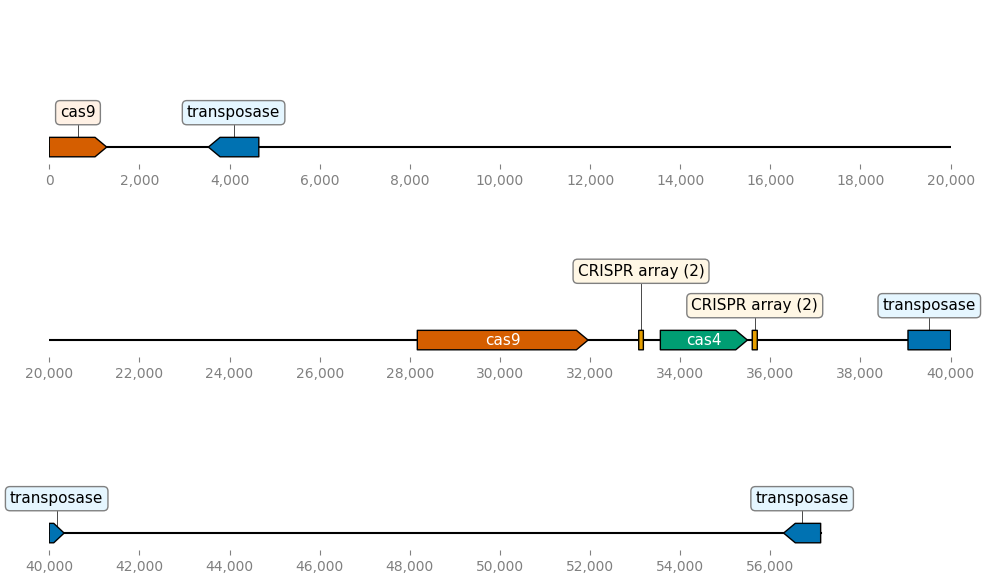 cas9 transposase
0 2,000 4,000 6,000 8,000 10,000 12,000 14,000 16,000 18,000 20,000
CRISPR array (2)
CRISPR array (2) transposase
cas9 cas4
20,000 22,000 24,000 26,000 28,000 30,000 32,000 34,000 36,000 38,000 40,000
transposase transposase
40,000 42,000 44,000 46,000 48,000 50,000 52,000 54,000 56,000